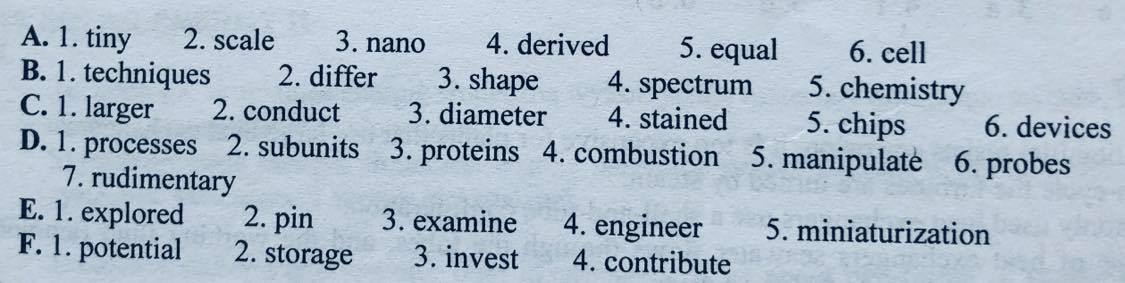 A. 1. tiny 2. scale 3. nano 4. derived 5. equal 6. cell
B. 1. techniques 2. differ 3. shape 4. spectrum 5. chemistry
C. 1. larger 2. conduct 3. diameter 4. stained 5. chips 6. devices
D. 1. processes 2. subunits 3. proteins 4. combustion 5. manipulate 6. probes
7. rudimentary
E. 1. explored 2. pin 3. examine 4. engineer 5. miniaturization
F. 1. potential 2. storage 3. invest 4. contribute